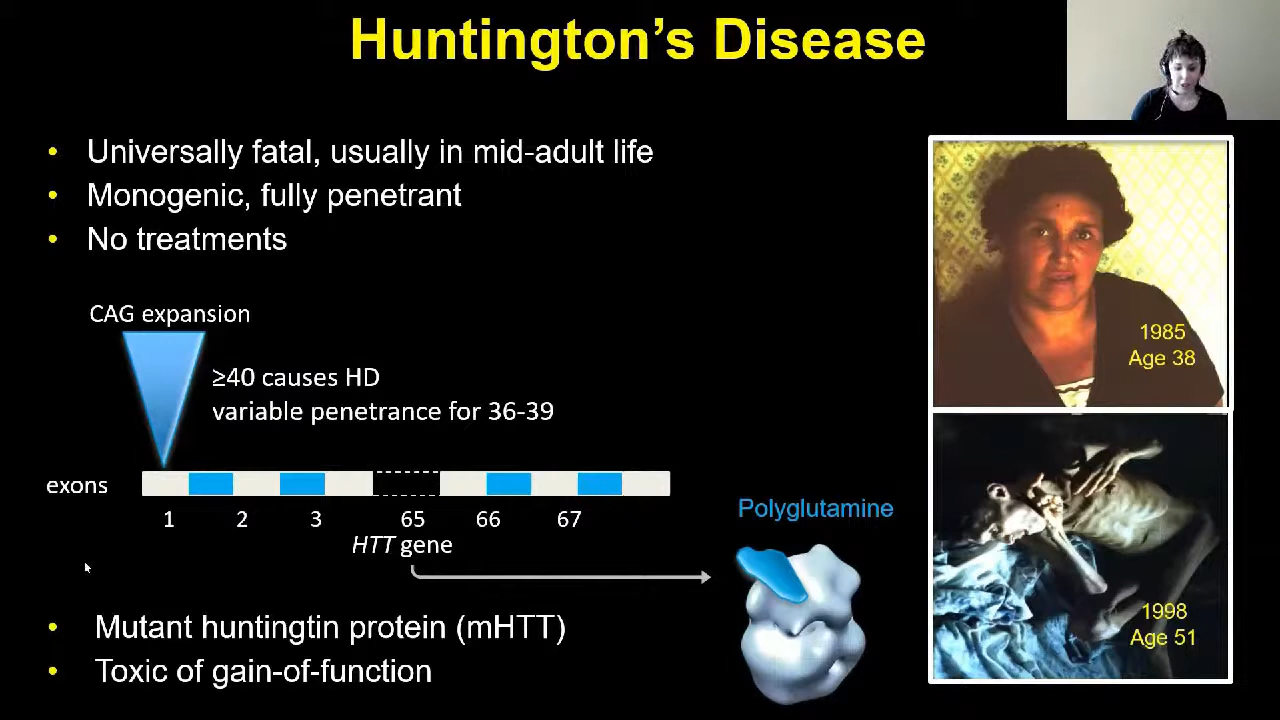 Huntington’s Disease
• Universally fatal, usually in mid-adult life
• Monogenic, fully penetrant
• No treatments
CAG expansion
≥40 causes HD
variable penetrance for 36-39
exons
1 2 3 65 66 67
HTT gene
Polyglutamine
• Mutant huntingtin protein (mHTT)
• Toxic of gain-of-function
1985
Age 38
1998
Age 51